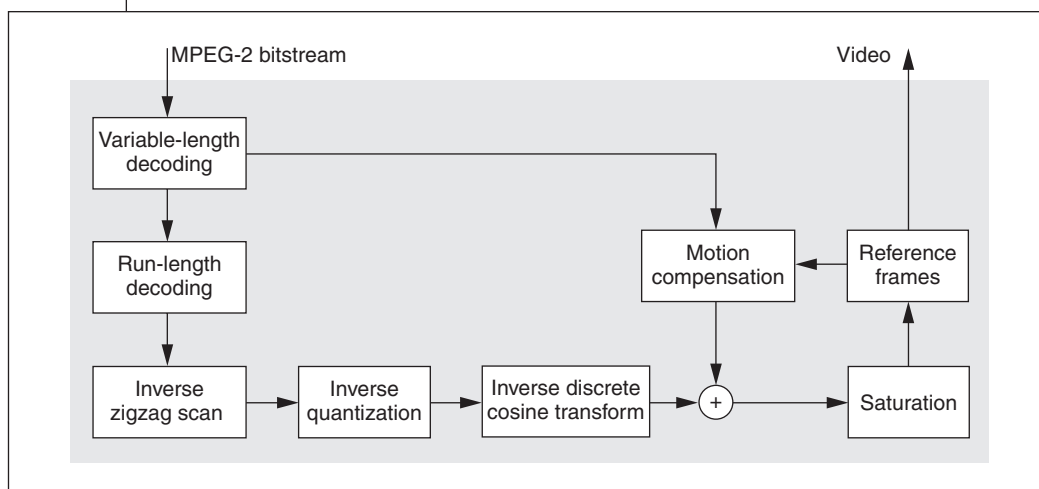 MPEG-2 bitstream
Video
Variable-length
decoding
Run-length
decoding
Motion
compensation
Reference
frames
Inverse
zigzag scan
Inverse
quantization
Inverse discrete
cosine transform
+
Saturation